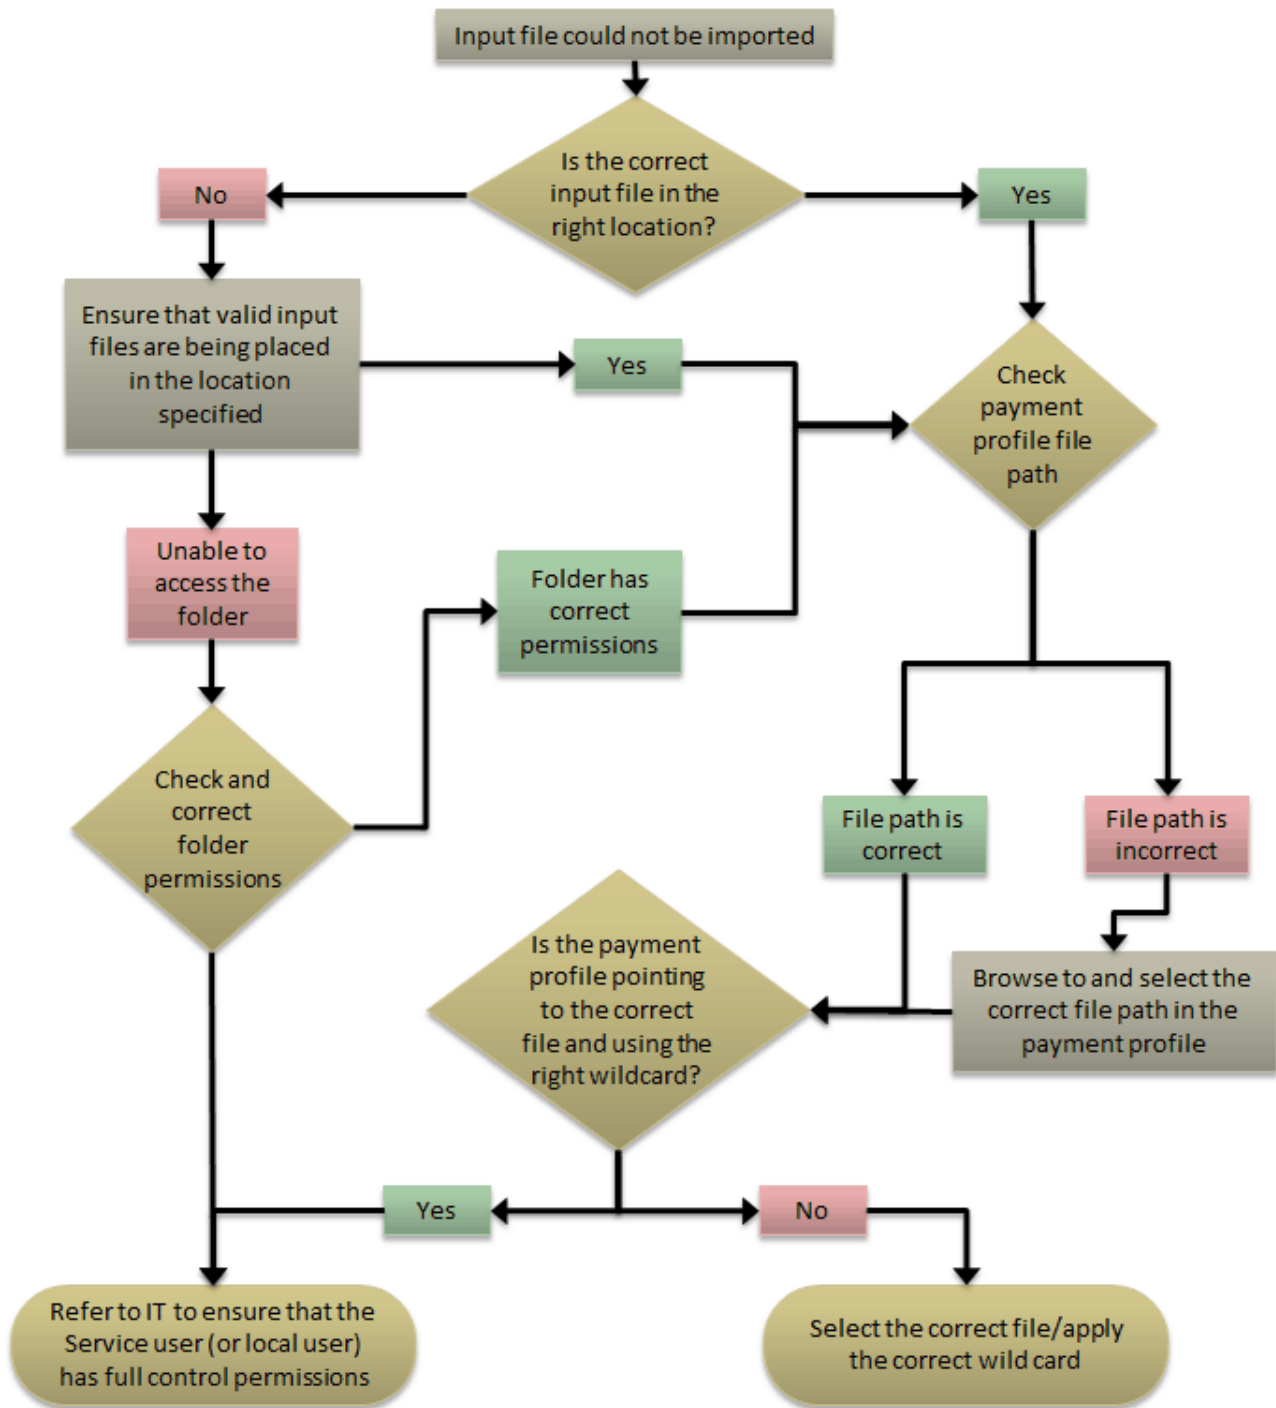 Input file could not be imported
Is the correct
input file in the
right location?
No
Yes
Ensure that valid input
files are being placed
in the location
specified
Yes
Check
payment
profile file
path
Unable to
access the
folder
Folder has
correct
permissions
Check and
correct
folder
permissions
File path is
correct
File path is
incorrect
Is the payment
profile pointing
to the correct
file and using the
right wildcard?
Browse to and select the
correct file path in the
payment profile
Yes
No
Refer to IT to ensure that the
Service user (or local user)
has full control permissions
Select the correct file/apply
the correct wild card